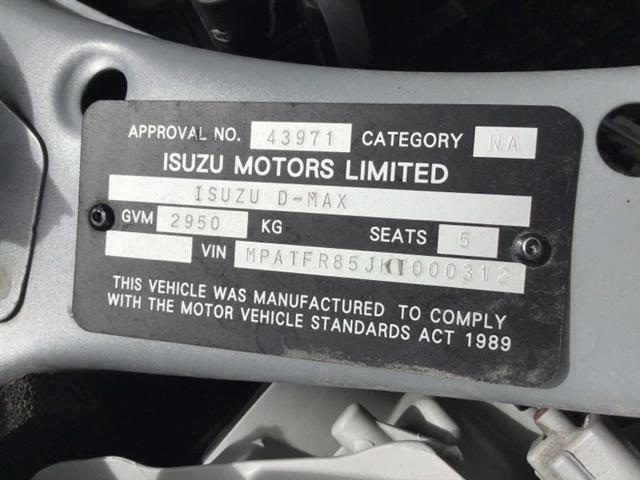 APPROVAL NO. 43971 CATEGORY NA
ISUZU MOTORS LIMITED
ISUZU D-MAX
GVM 2950 KG SEATS 5
VIN MPATFR85JKT000312
THIS VEHICLE WAS MANUFACTURED TO COMPLY
WITH THE MOTOR VEHICLE STANDARDS ACT 1989